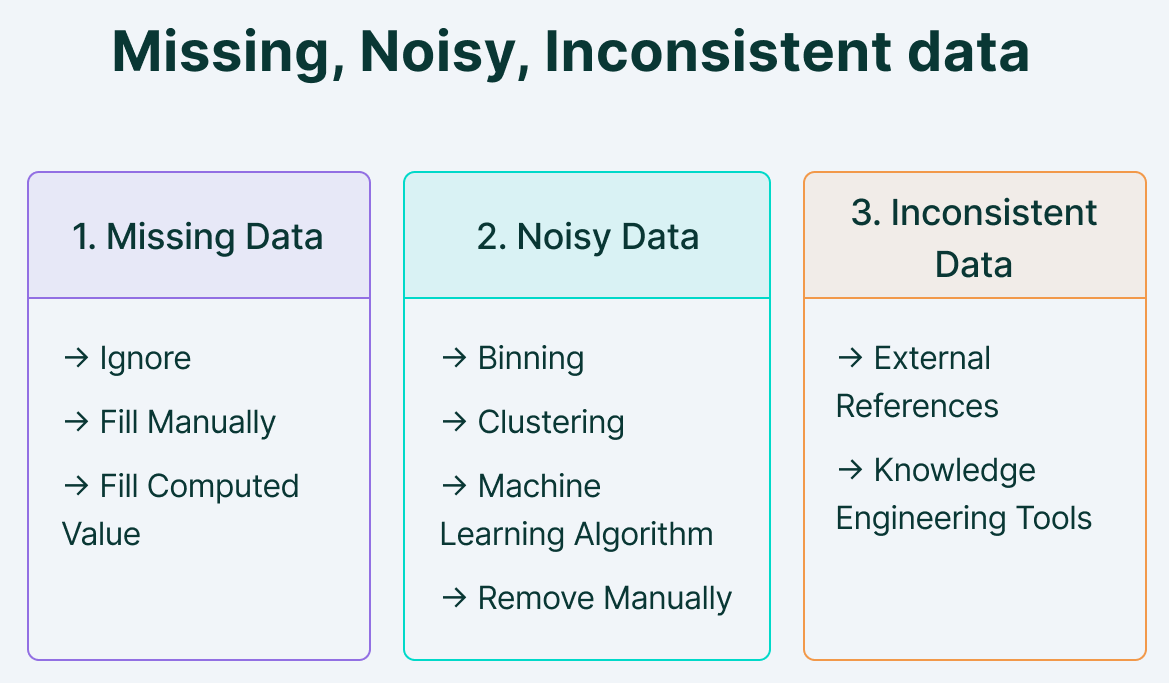 Missing, Noisy, Inconsistent data
1. Missing Data
→ Ignore
→ Fill Manually
→ Fill Computed
Value
2. Noisy Data
→ Binning
→ Clustering
→ Machine
Learning Algorithm
→ Remove Manually
3. Inconsistent
Data
→ External
References
→ Knowledge
Engineering Tools